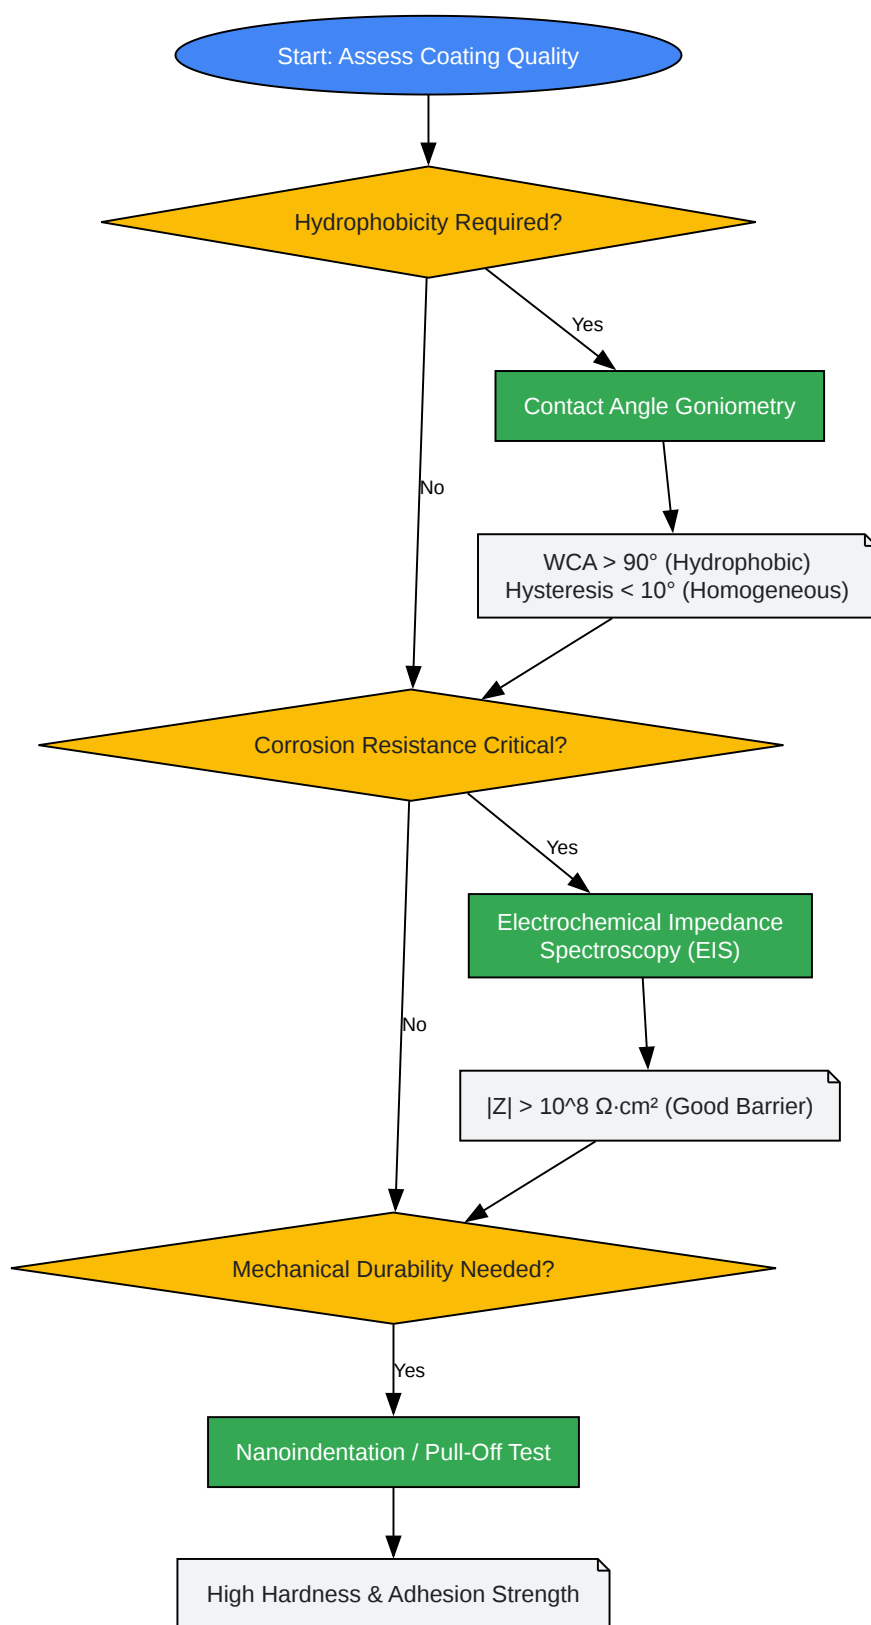 Start: Assess Coating Quality
Hydrophobicity Required?
Yes
Contact Angle Goniometry
No
WCA > 90° (Hydrophobic)
Hysteresis < 10° (Homogeneous)
Corrosion Resistance Critical?
Yes
Electrochemical Impedance
Spectroscopy (EIS)
No
|Z| > 10^8 Ω·cm² (Good Barrier)
Mechanical Durability Needed?
Yes
Nanoindentation / Pull-Off Test
High Hardness & Adhesion Strength